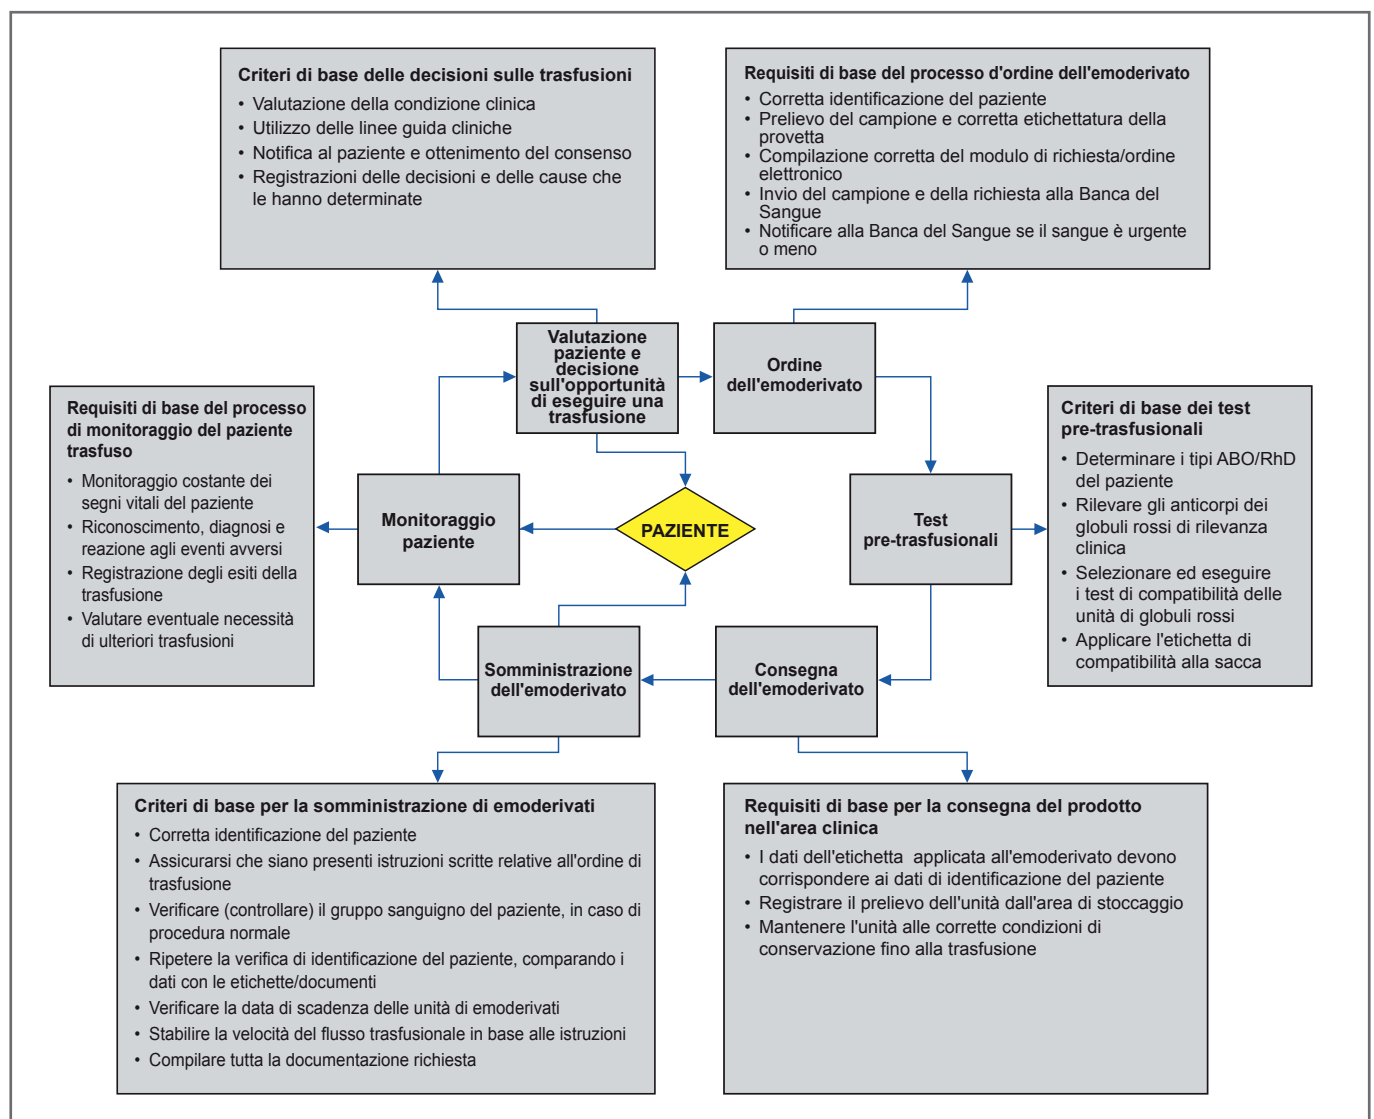 Criteri di base delle decisioni sulle trasfusioni
• Valutazione della condizione clinica
• Utilizzo delle linee guida cliniche
• Notifica al paziente e ottenimento del consenso
• Registrazioni delle decisioni e delle cause che
le hanno determinate
Requisiti di base del processo d'ordine dell'emoderivato
• Corretta identificazione del paziente
• Prelievo del campione e corretta etichettatura della
provetta
• Compilazione corretta del modulo di richiesta/ordine
elettronico
• Invio del campione e della richiesta alla Banca del
Sangue
• Notificare alla Banca del Sangue se il sangue è urgente
o meno
Valutazione
paziente e
decisione
sull'opportunità
di eseguire una
trasfusione
Ordine
dell'emoderivato
Requisiti di base del processo
di monitoraggio del paziente
trasfuso
• Monitoraggio costante dei
segni vitali del paziente
• Riconoscimento, diagnosi e
reazione agli eventi avversi
• Registrazione degli esiti della
trasfusione
• Valutare eventuale necessità
di ulteriori trasfusioni
Monitoraggio
paziente
PAZIENTE
Test
pre-trasfusionali
Criteri di base dei test
pre-trasfusionali
• Determinare i tipi ABO/RhD
del paziente
• Rilevare gli anticorpi dei
globuli rossi di rilevanza
clinica
• Selezionare ed eseguire
i test di compatibilità delle
unità di globuli rossi
• Applicare l'etichetta di
compatibilità alla sacca
Somministrazione
dell'emoderivato
Consegna
dell'emoderivato
Criteri di base per la somministrazione di emoderivati
• Corretta identificazione del paziente
• Assicurarsi che siano presenti istruzioni scritte relative all'ordine di
trasfusione
• Verificare (controllare) il gruppo sanguigno del paziente, in caso di
procedura normale
• Ripetere la verifica di identificazione del paziente, comparando i
dati con le etichette/documenti
• Verificare la data di scadenza delle unità di emoderivati
• Stabilire la velocità del flusso trasfusionale in base alle istruzioni
• Compilare tutta la documentazione richiesta
Requisiti di base per la consegna del prodotto
nell'area clinica
• I dati dell'etichetta applicata all'emoderivato devono
corrispondere ai dati di identificazione del paziente
• Registrare il prelievo dell'unità dall'area di stoccaggio
• Mantenere l'unità alle corrette condizioni di
conservazione fino alla trasfusione